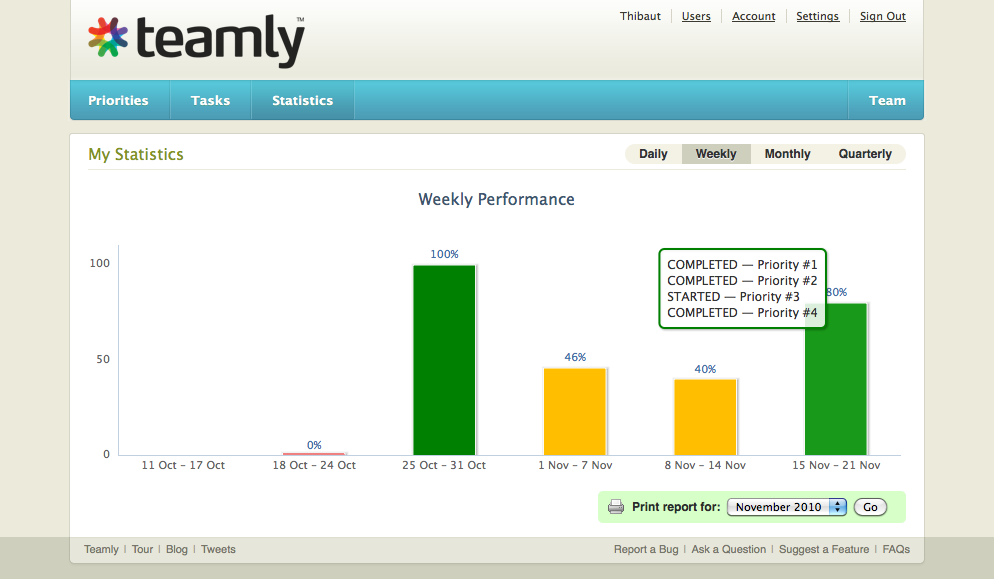 Thibaut Users Account Settings Sign Out
teamly™
Priorities Tasks Statistics Team
My Statistics Daily Weekly Monthly Quarterly
Weekly Performance
100%
100
COMPLETED — Priority #1
COMPLETED — Priority #2
STARTED — Priority #3
COMPLETED — Priority #4
80%
50
46%
40%
0%
0
11 Oct – 17 Oct 18 Oct – 24 Oct 25 Oct – 31 Oct 1 Nov – 7 Nov 8 Nov – 14 Nov 15 Nov – 21 Nov
Print report for: November 2010 Go
Teamly | Tour | Blog | Tweets Report a Bug | Ask a Question | Suggest a Feature | FAQs